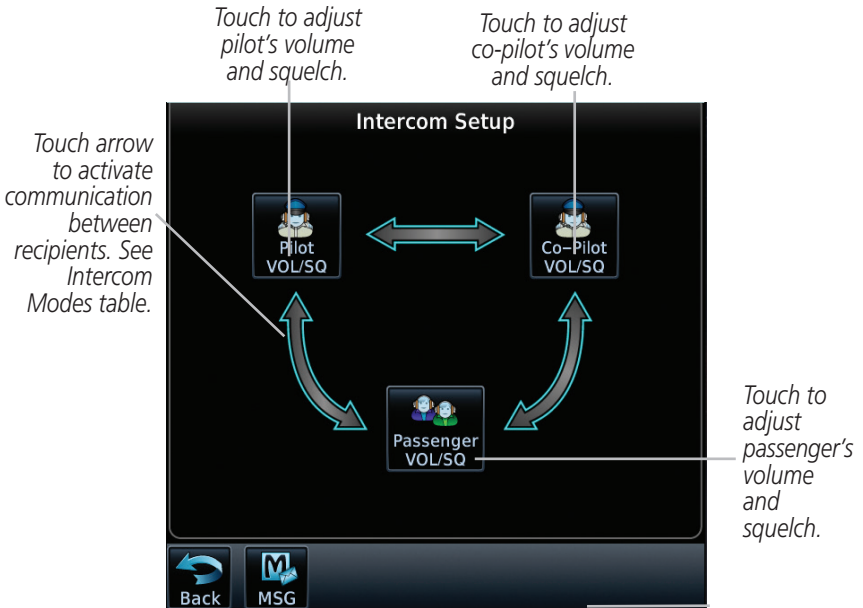 Touch to adjust
pilot’s volume
and squelch.
Touch to adjust
co-pilot’s volume
and squelch.
Intercom Setup
Touch arrow
to activate
communication
between
recipients. See
Intercom
Modes table.
Pilot
VOL/SQ
Co–Pilot
VOL/SQ
Passenger
VOL/SQ
Touch to
adjust
passenger’s
volume
and
squelch.
Back
M
MSG